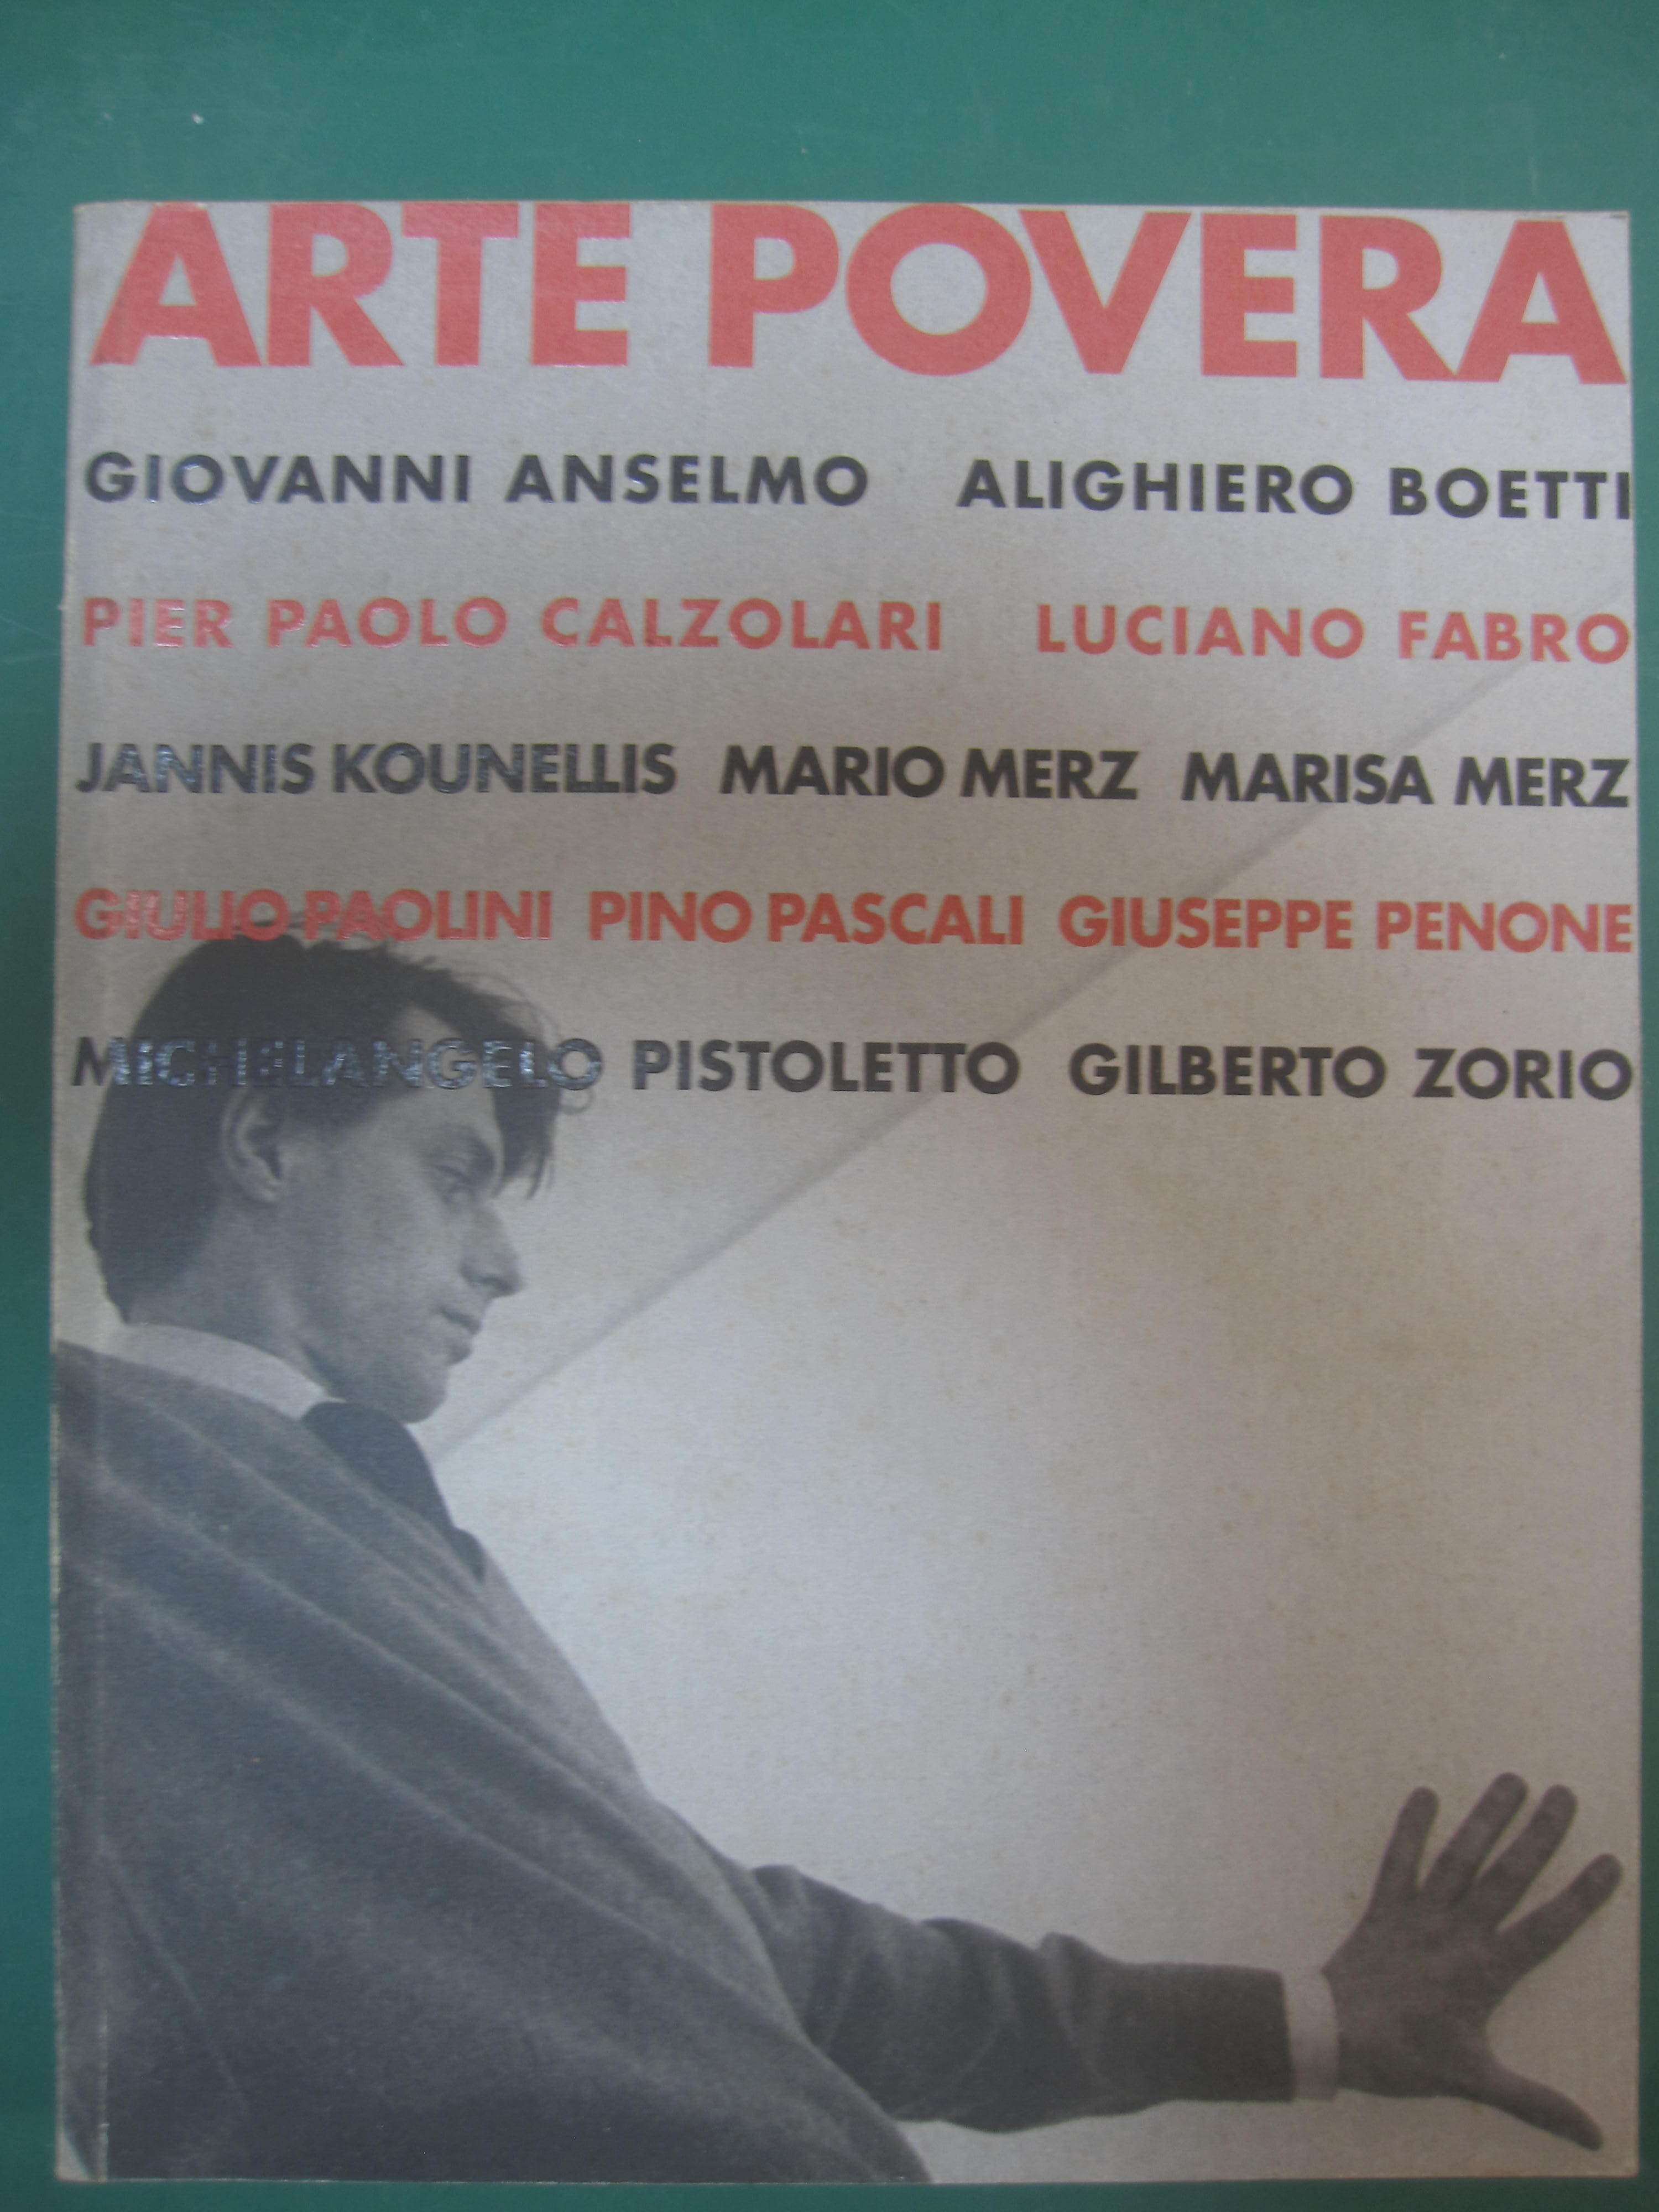 ARTE POVERA
GIOVANNI ANSELMO ALIGHIERO BOETTI
PIER PAOLO CALZOLARI LUCIANO FABRO
JANNIS KOUNELLIS MARIO MERZ MARISA MERZ
GIULIO PAOLINI PINO PASCALI GIUSEPPE PENONE
MICHELANGELO PISTOLETTO GILBERTO ZORIO